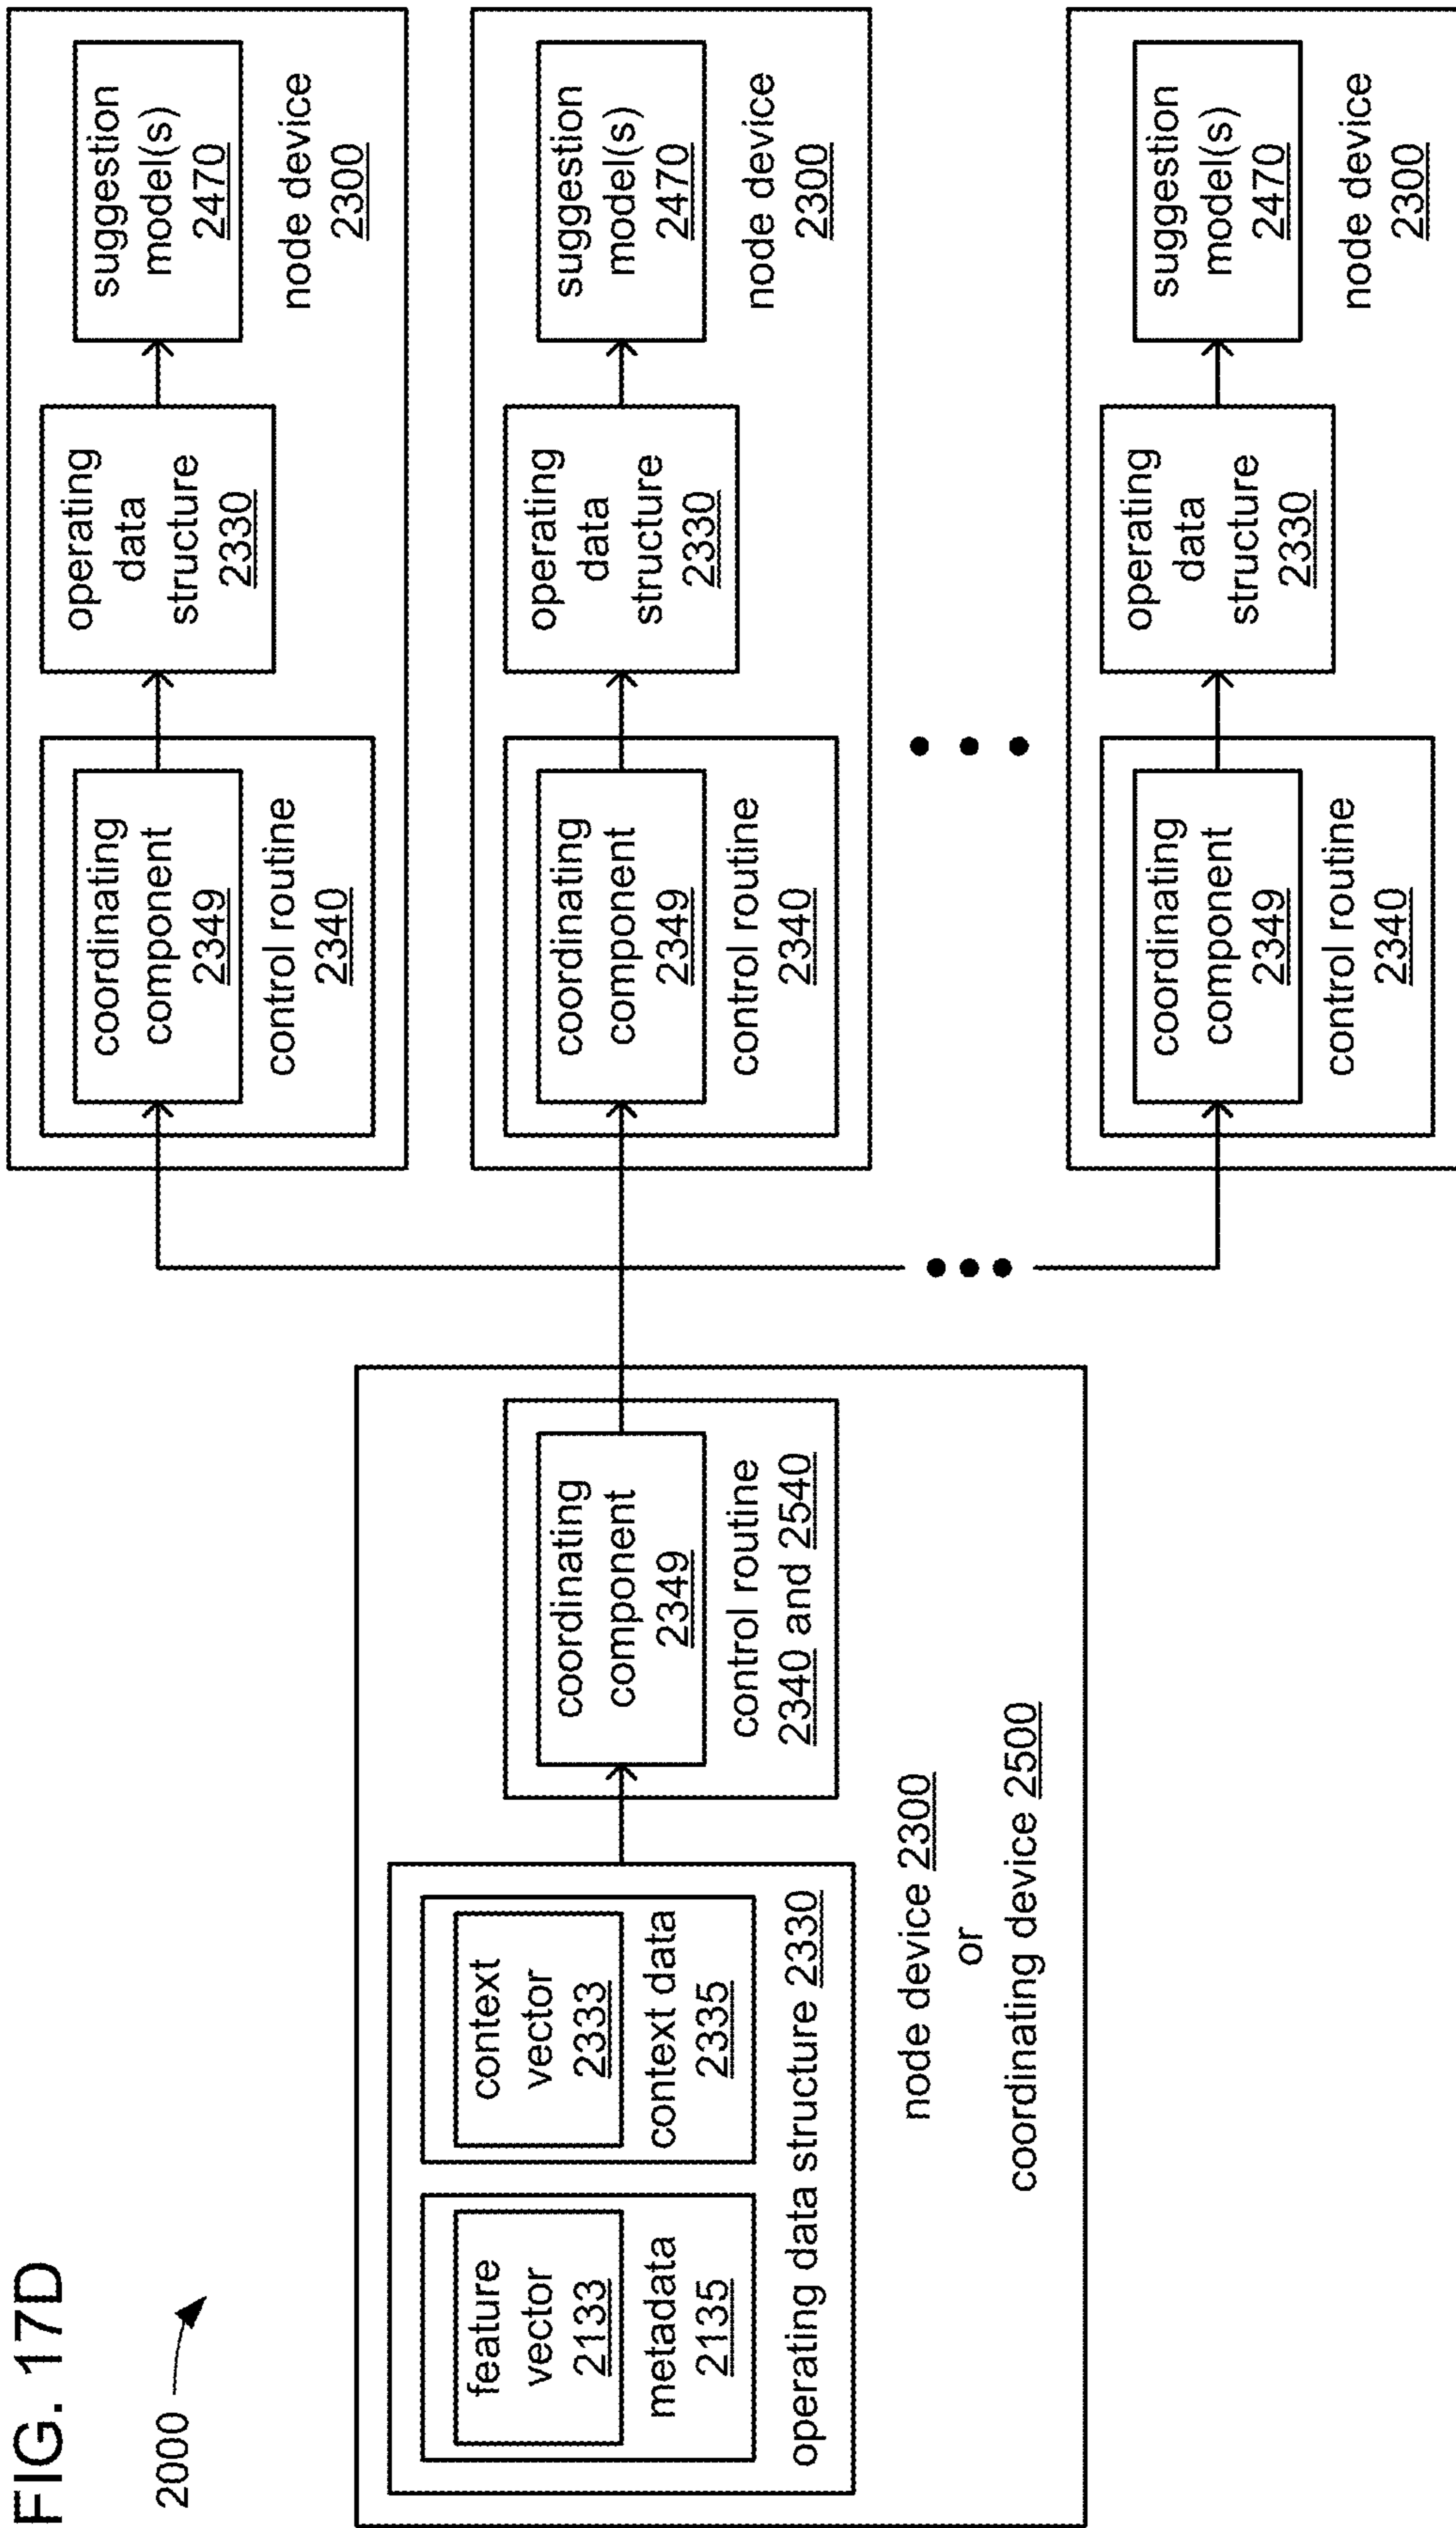 FIG. 17D
2000
feature
vector
2133
metadata
2135
context
vector
2333
context data
2335
operating data structure 2330
coordinating
component
2349
control routine
2340 and 2540
node device 2300
or
coordinating device 2500
coordinating
component
2349
control routine
2340
operating
data
structure
2330
suggestion
model(s)
2470
node device
2300
coordinating
component
2349
control routine
2340
operating
data
structure
2330
suggestion
model(s)
2470
node device
2300
coordinating
component
2349
control routine
2340
operating
data
structure
2330
suggestion
model(s)
2470
node device
2300